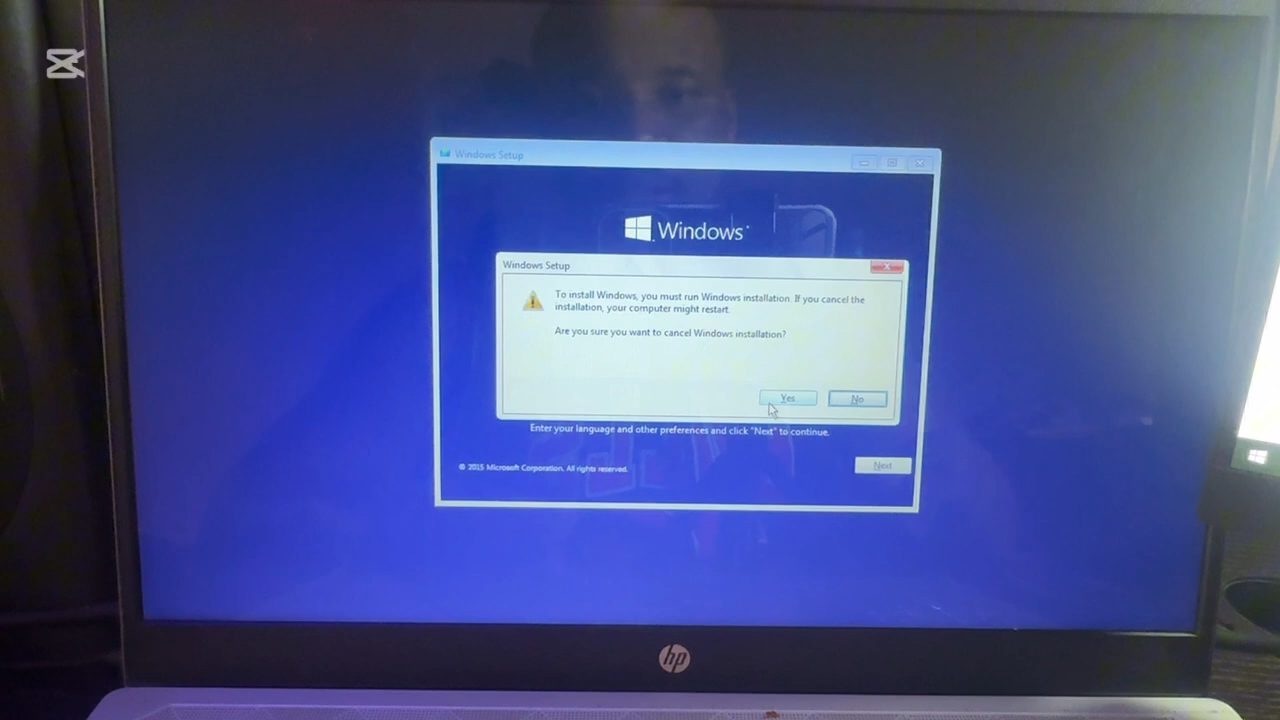 Windows Setup
Windows
Windows Setup
To install Windows, you must run Windows installation. If you cancel the
installation, your computer might restart.
Are you sure you want to cancel Windows installation?
Yes
No
Enter your language and other preferences and click "Next" to continue.
© 2015 Microsoft Corporation. All rights reserved.
Next
hp